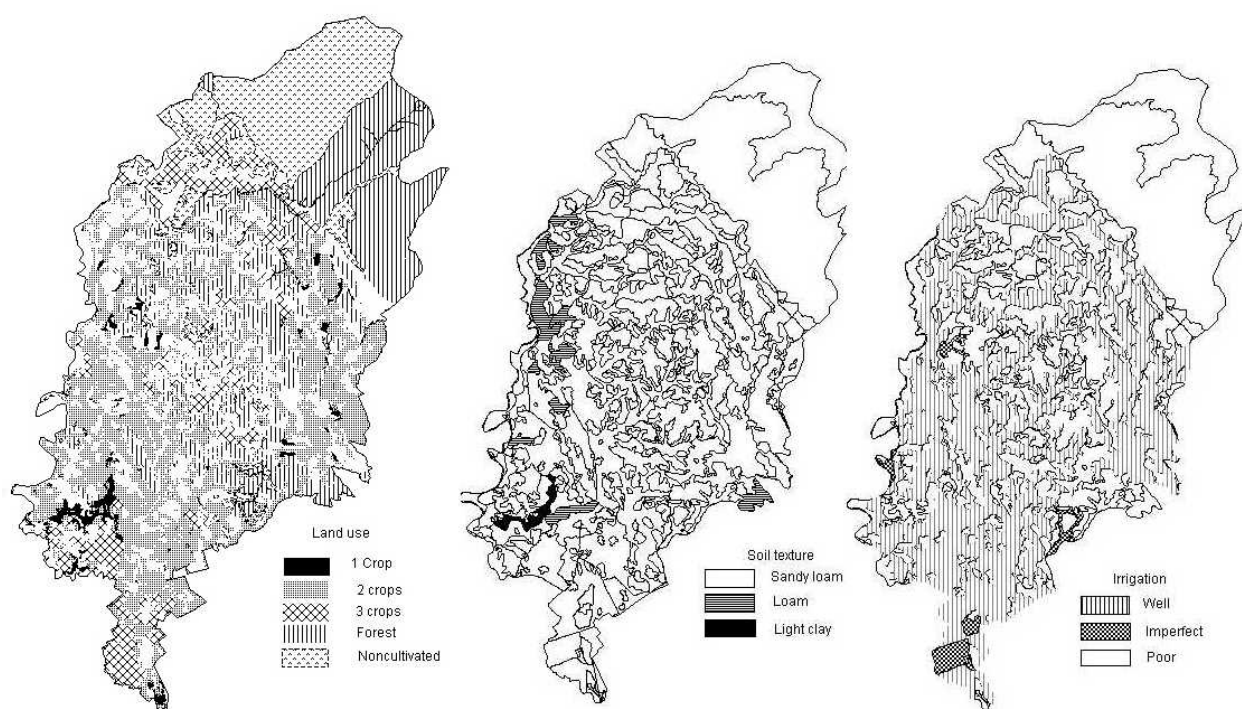 Land use
1 Crop
2 crops
3 crops
Forest
Noncultivated
Soil texture
Sandy loam
Loam
Light clay
Irrigation
Well
Imperfect
Poor